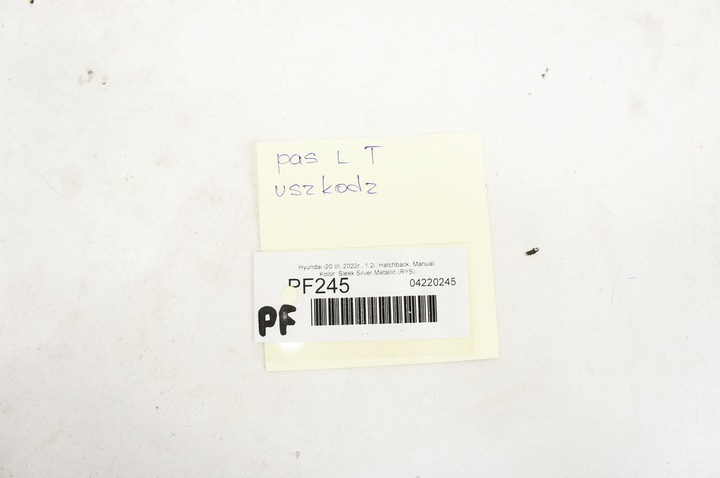 pas L T
uszkodz
Hyundai i20 III, 2022r., 1.2i, Hatchback, Manual,
Kolor: Sleek Silver Metallic (RYS)
PF245 04220245
PF